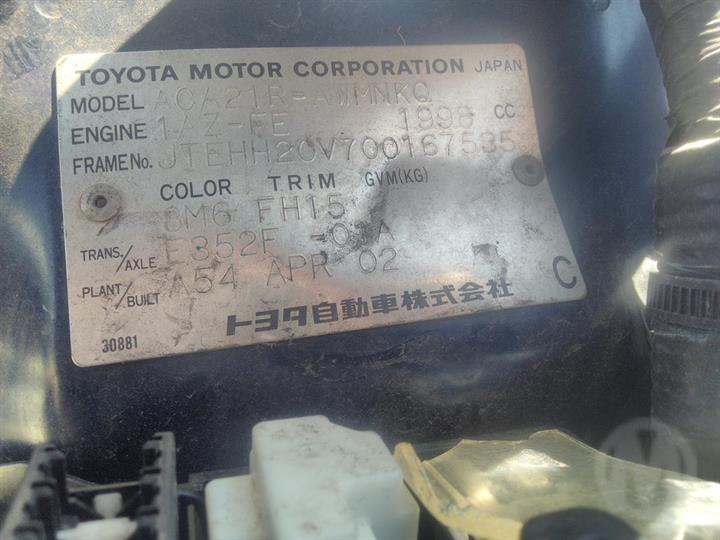 TOYOTA MOTOR CORPORATION JAPAN
MODEL ACA21R-AWMNKQ
ENGINE 1AZ-FE 1998 CC
FRAME No. JTEHH20V700167535
COLOR TRIM GVM(KG)
8M6 FH15
TRANS./AXLE E352F -01A
PLANT/BUILT A54 APR 02
C
トヨタ自動車株式会社
30881
M